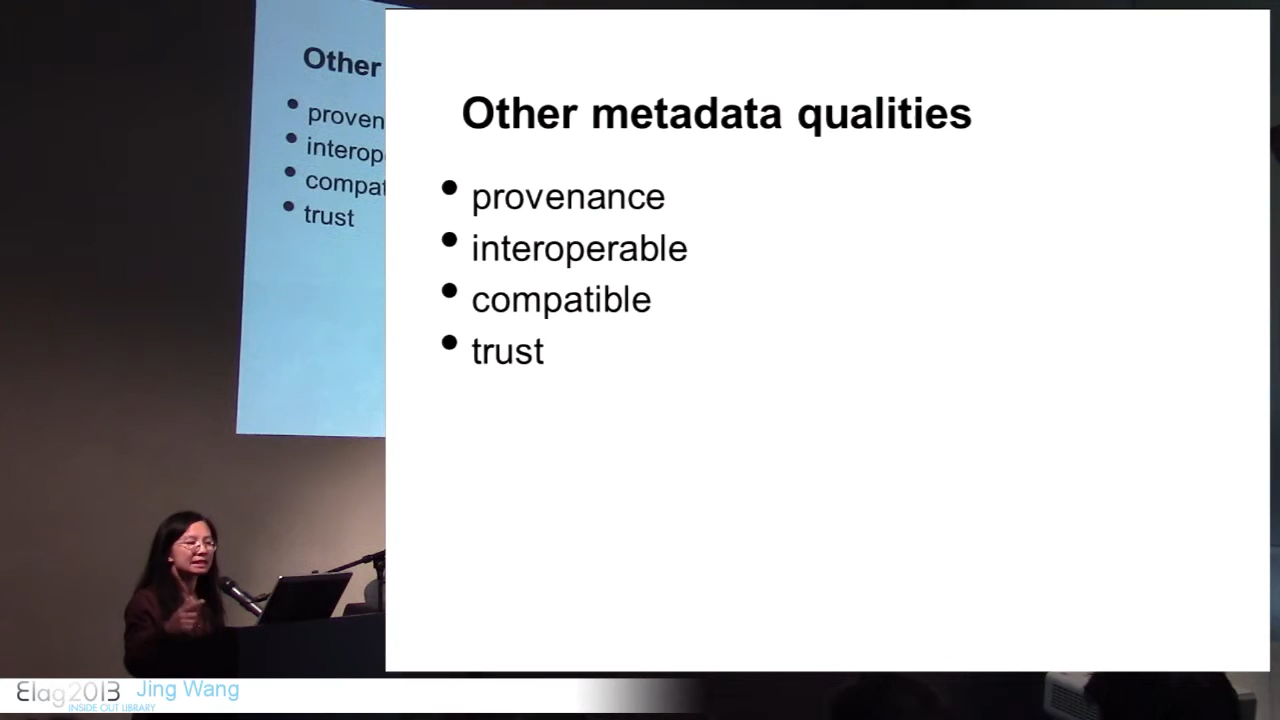 Other
proven
interop
compat
trust
Other metadata qualities
provenance
interoperable
compatible
trust
Elag2013 Jing Wang
INSIDE OUT LIBRARY